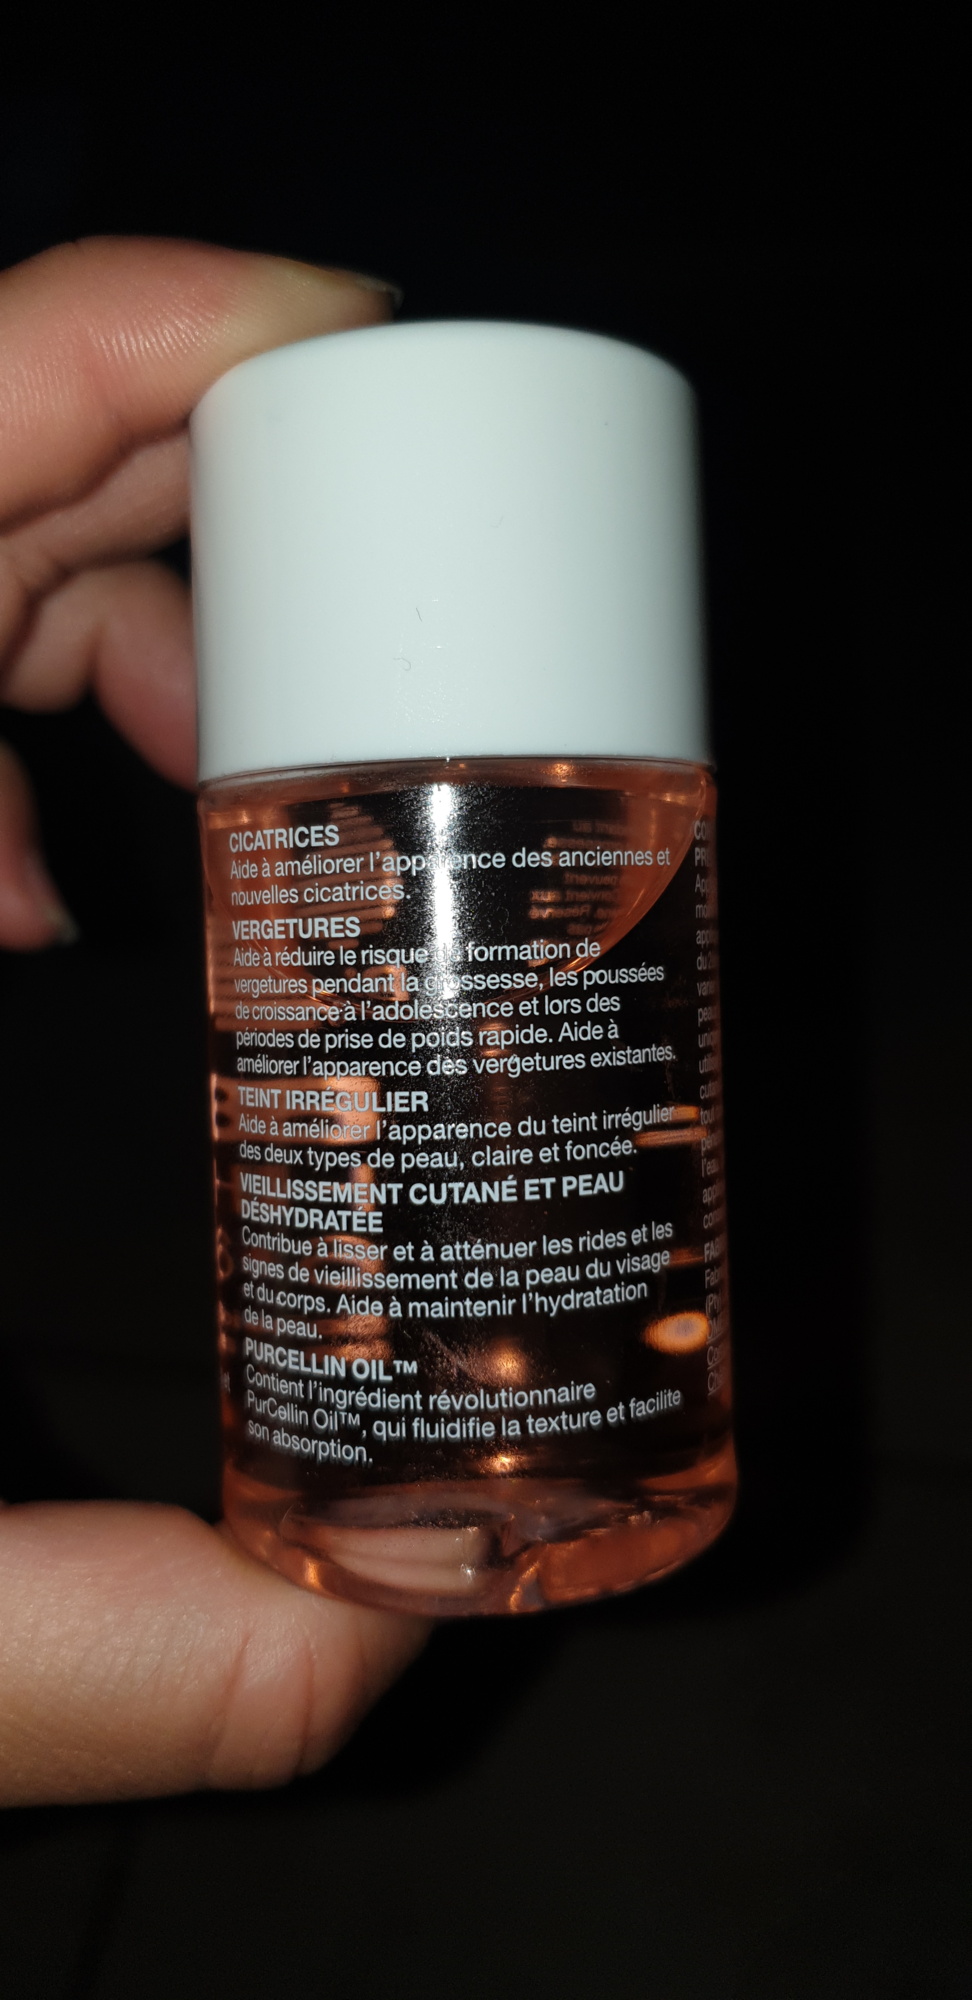 CICATRICES
Aide à améliorer l'apparence des anciennes et
nouvelles cicatrices.
VERGETURES
Aide à réduire le risque de formation de
vergetures pendant la grossesse, les poussées
de croissance à l'adolescence et lors des
périodes de prise de poids rapide. Aide à
améliorer l'apparence des vergetures existantes.
TEINT IRRÉGULIER
Aide à améliorer l'apparence du teint irrégulier
des deux types de peau, claire et foncée.
VIEILLISSEMENT CUTANÉ ET PEAU
DÉSHYDRATÉE
Contribue à lisser et à atténuer les rides et les
signes de vieillissement de la peau du visage
et du corps. Aide à maintenir l'hydratation
de la peau.
PURCELLIN OIL™
Contient l'ingrédient révolutionnaire
PurCellin Oil™, qui fluidifie la texture et facilite
son absorption.